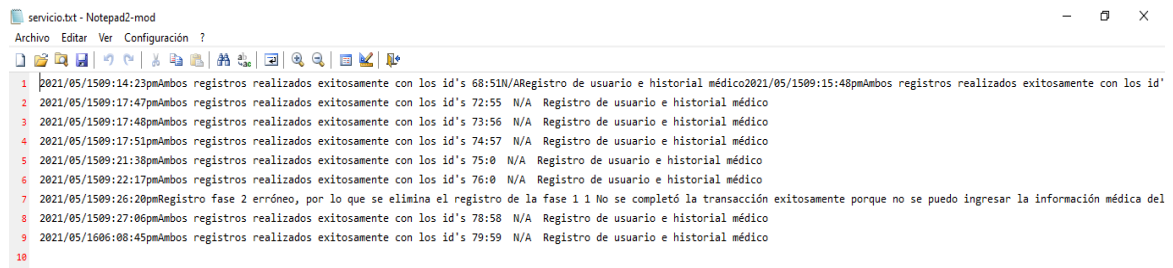 servicio.txt - Notepad2-mod
Archivo Editar Ver Configuración ?
1 2021/05/1509:14:23pmAmbos registros realizados exitosamente con los id's 68:51N/ARegistro de usuario e historial médico2021/05/1509:15:48pmAmbos registros realizados exitosamente con los id'
2 2021/05/1509:17:47pmAmbos registros realizados exitosamente con los id's 72:55 N/A Registro de usuario e historial médico
3 2021/05/1509:17:48pmAmbos registros realizados exitosamente con los id's 73:56 N/A Registro de usuario e historial médico
4 2021/05/1509:17:51pmAmbos registros realizados exitosamente con los id's 74:57 N/A Registro de usuario e historial médico
5 2021/05/1509:21:38pmAmbos registros realizados exitosamente con los id's 75:0 N/A Registro de usuario e historial médico
6 2021/05/1509:22:17pmAmbos registros realizados exitosamente con los id's 76:0 N/A Registro de usuario e historial médico
7 2021/05/1509:26:20pmRegistro fase 2 erróneo, por lo que se elimina el registro de la fase 1 1 No se completó la transacción exitosamente porque no se puedo ingresar la información médica del
8 2021/05/1509:27:06pmAmbos registros realizados exitosamente con los id's 78:58 N/A Registro de usuario e historial médico
9 2021/05/1606:08:45pmAmbos registros realizados exitosamente con los id's 79:59 N/A Registro de usuario e historial médico
10